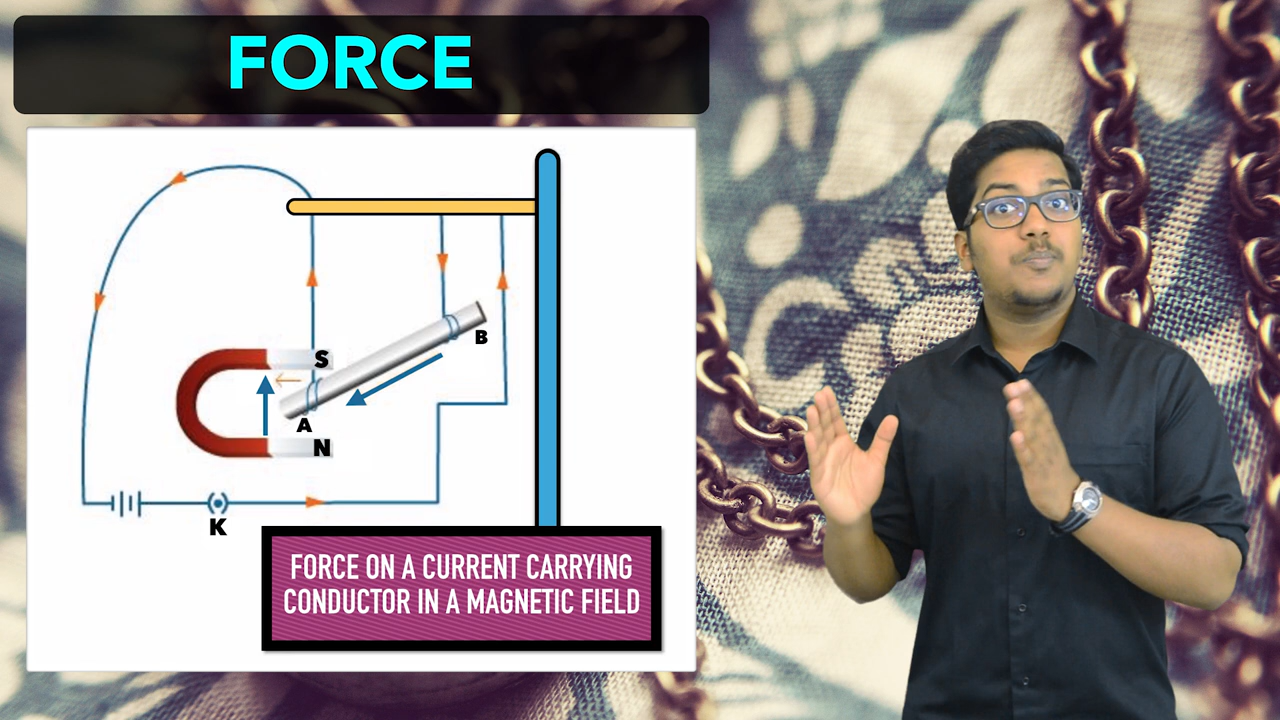 FORCE
S
B
A
N
K
FORCE ON A CURRENT CARRYING
CONDUCTOR IN A MAGNETIC FIELD